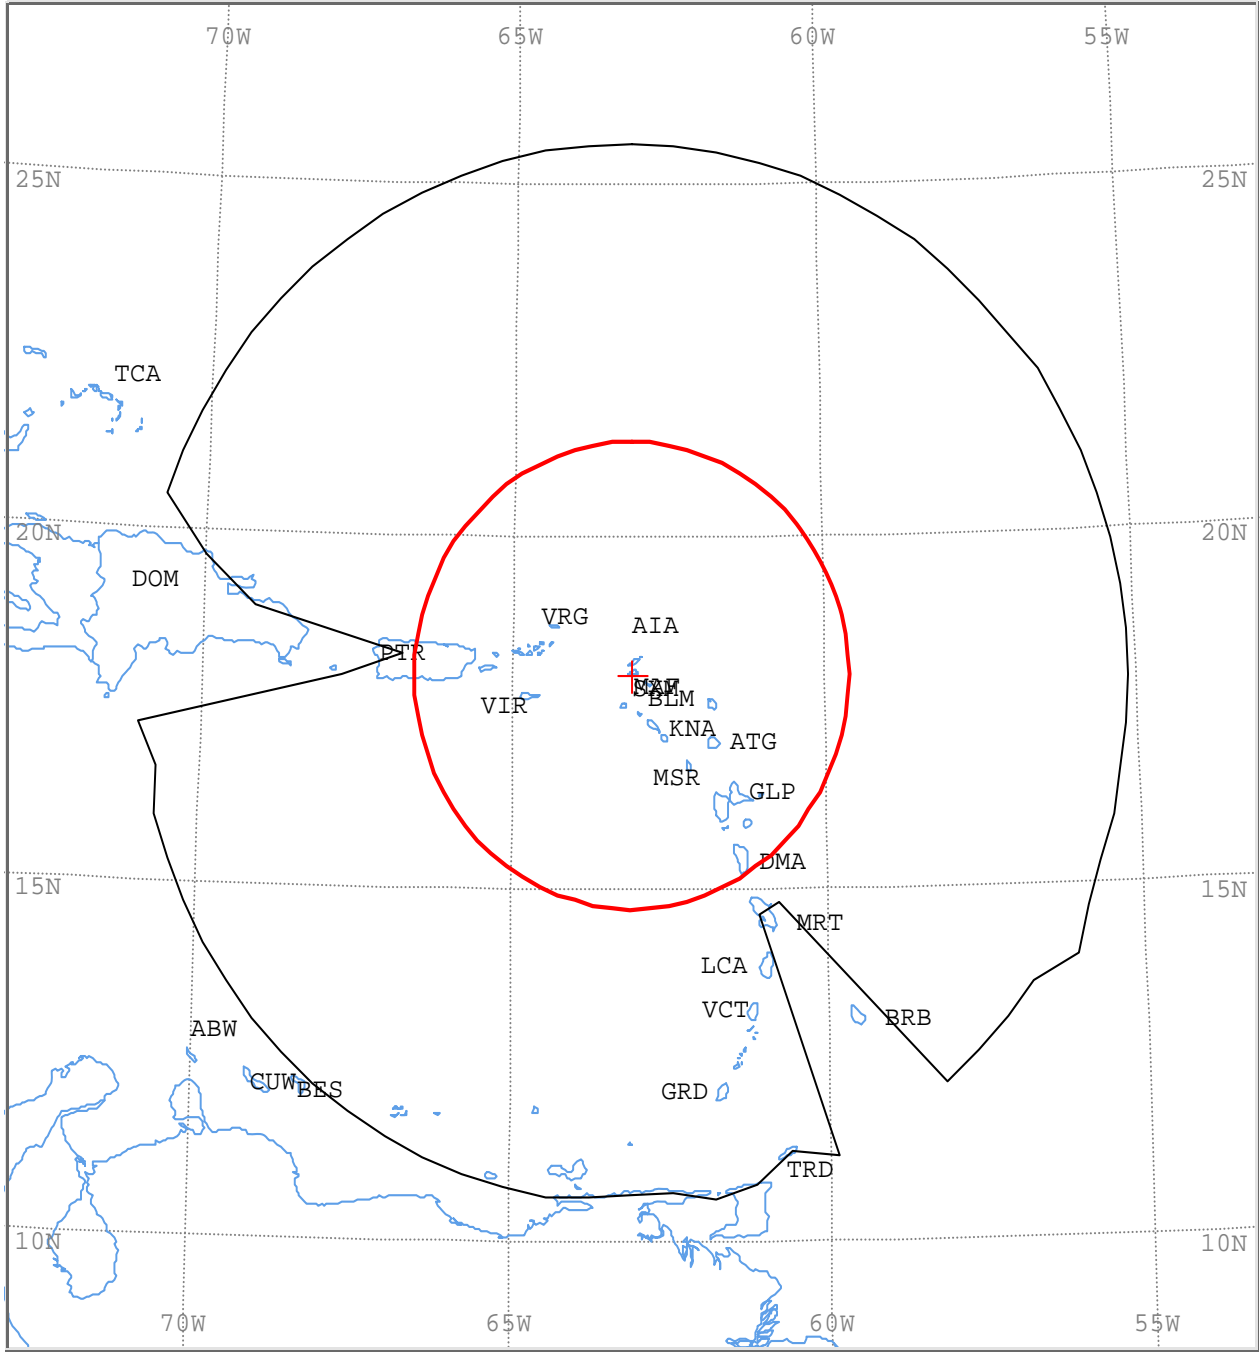 70W 65W 60W 55W
25N 25N
TCA
20N 20N
DOM
VRG AIA
PTR
MAF
VIR BLM
KNA ATG
MSR GLP
15N DMA 15N
MRT
LCA
VCT BRB
ABW
CUW BES GRD
TRD
10N 10N
70W 65W 60W 55W